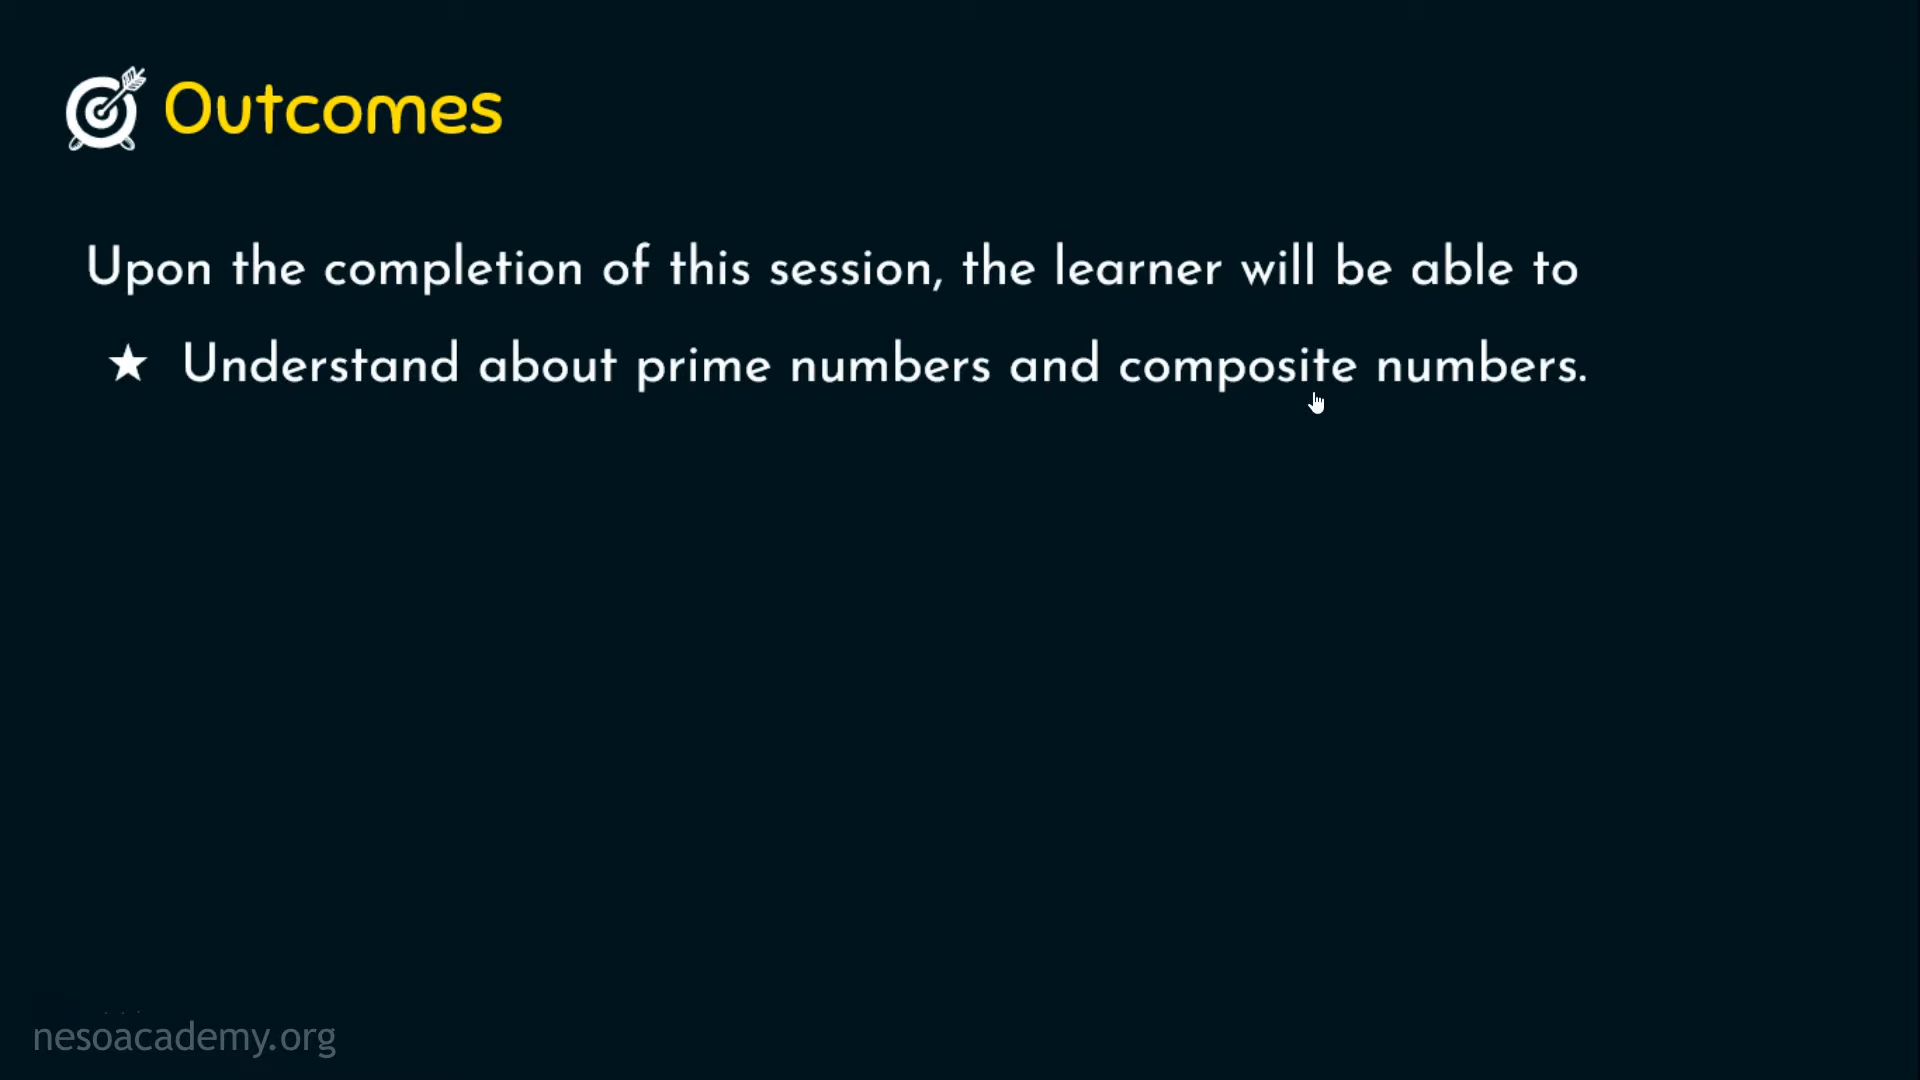 Outcomes
Upon the completion of this session, the learner will be able to
★ Understand about prime numbers and composite numbers.
nesoacademy.org